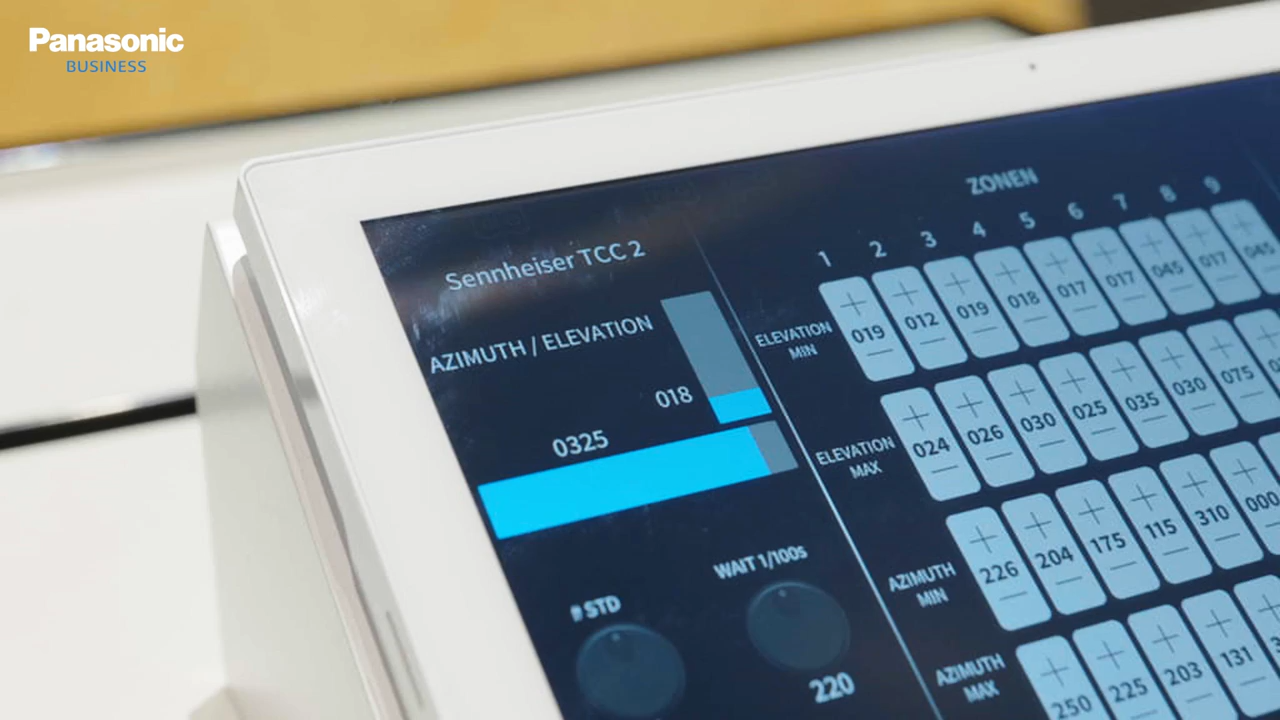 Panasonic
BUSINESS
Sennheiser TCC 2
AZIMUTH / ELEVATION
018
0325
# STD
WAIT 1/100s
220
ZONEN
1 2 3 4 5 6 7 8 9
ELEVATION
MIN
019 012 019 018 017 017 045 017 045
ELEVATION
MAX
024 026 030 025 035 030 075
AZIMUTH
MIN
226 204 175 115 310 000
AZIMUTH
MAX
250 225 203 131